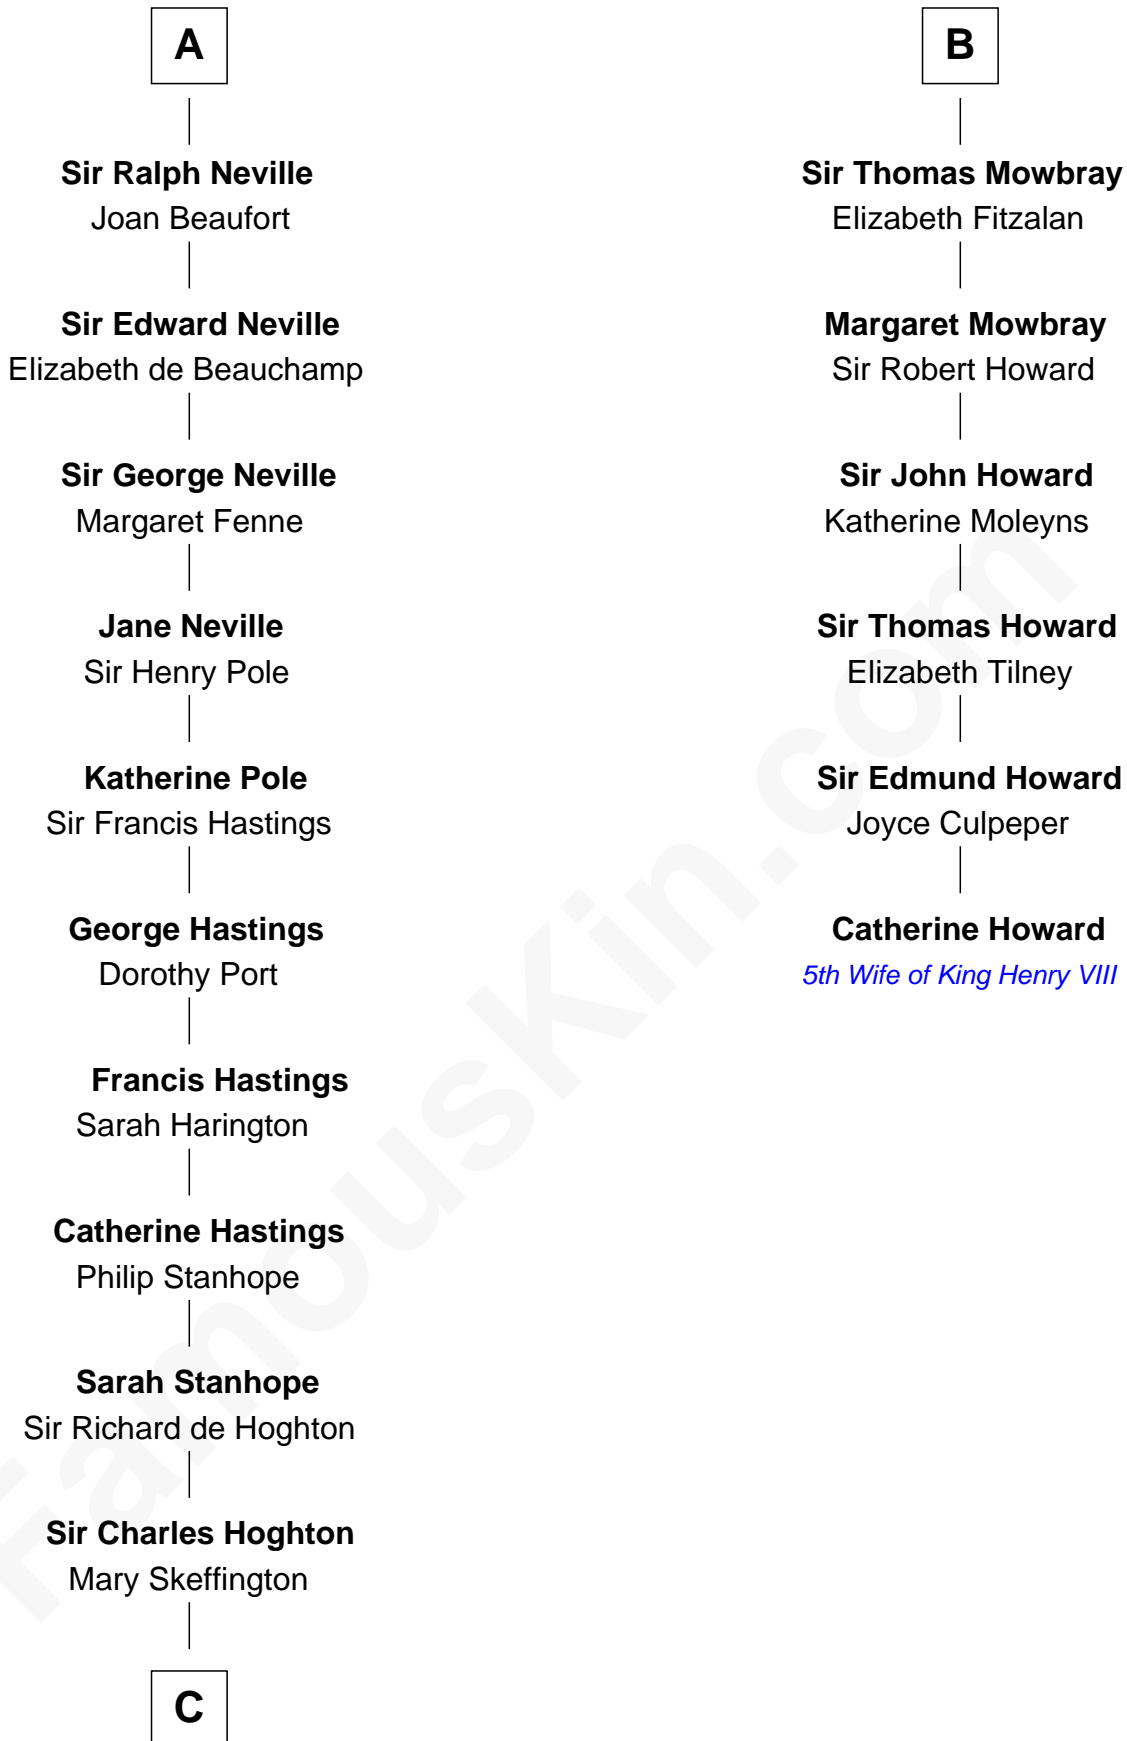 A
Sir Ralph Neville
Joan Beaufort
Sir Edward Neville
Elizabeth de Beauchamp
Sir George Neville
Margaret Fenne
Jane Neville
Sir Henry Pole
Katherine Pole
Sir Francis Hastings
George Hastings
Dorothy Port
Francis Hastings
Sarah Harington
Catherine Hastings
Philip Stanhope
Sarah Stanhope
Sir Richard de Hoghton
Sir Charles Hoghton
Mary Skeffington
C
B
Sir Thomas Mowbray
Elizabeth Fitzalan
Margaret Mowbray
Sir Robert Howard
Sir John Howard
Katherine Moleyns
Sir Thomas Howard
Elizabeth Tilney
Sir Edmund Howard
Joyce Culpeper
Catherine Howard
5th Wife of King Henry VIII
FamousKin.com